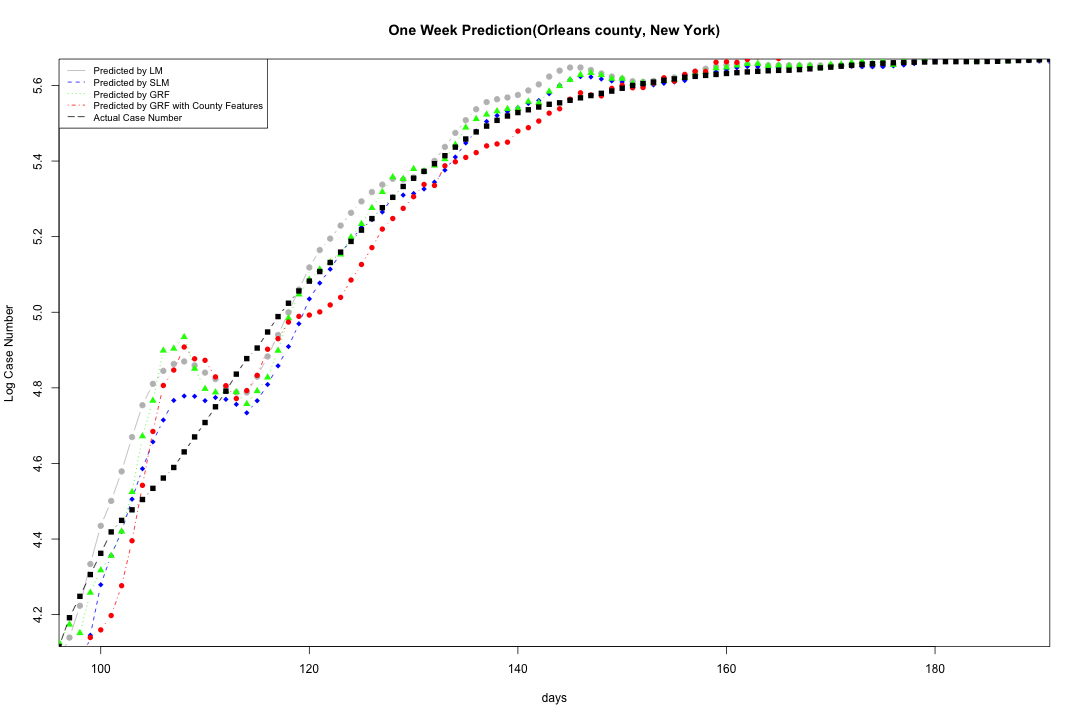 One Week Prediction(Orleans county, New York)
Predicted by LM
Predicted by SLM
Predicted by GRF
Predicted by GRF with County Features
Actual Case Number
Log Case Number
5.6
5.4
5.2
5.0
4.8
4.6
4.4
4.2
100 120 140 160 180
days